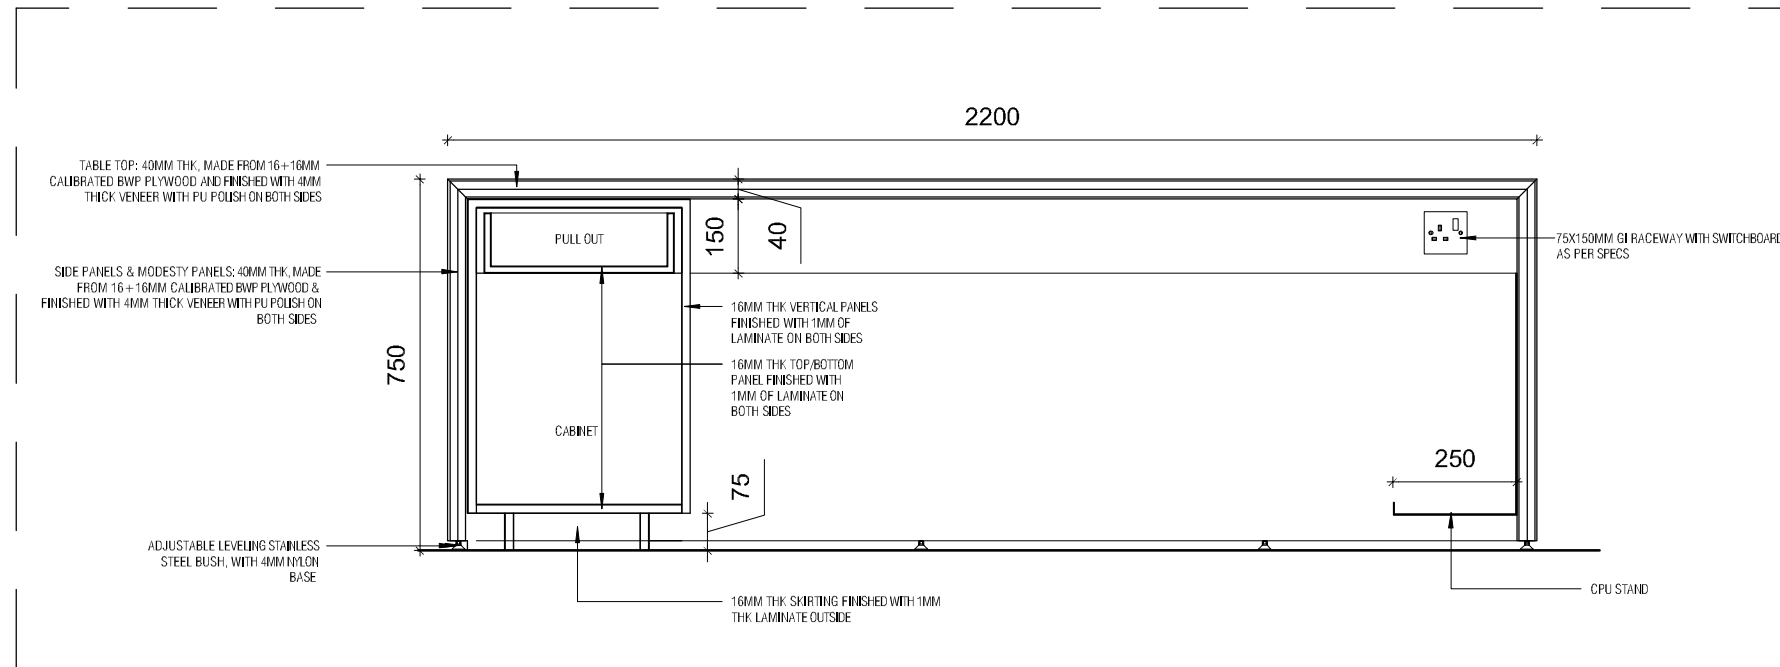 2200
TABLE TOP: 40MM THK, MADE FROM 16+16MM
CALIBRATED BWP PLYWOOD AND FINISHED WITH 4MM
THICK VENEER WITH PU POLISH ON BOTH SIDES
SIDE PANELS & MODESTY PANELS: 40MM THK, MADE
FROM 16+16MM CALIBRATED BWP PLYWOOD &
FINISHED WITH 4MM THICK VENEER WITH PU POLISH ON
BOTH SIDES
750
PULL OUT
150
40
75X150MM GI RACEWAY WITH SWITCHBOARD
AS PER SPECS
16MM THK VERTICAL PANELS
FINISHED WITH 1MM OF
LAMINATE ON BOTH SIDES
16MM THK TOP/BOTTOM
PANEL FINISHED WITH
1MM OF LAMINATE ON
BOTH SIDES
CABINET
75
250
ADJUSTABLE LEVELING STAINLESS
STEEL BUSH, WITH 4MM NYLON
BASE
16MM THK SKIRTING FINISHED WITH 1MM
THK LAMINATE OUTSIDE
CPU STAND